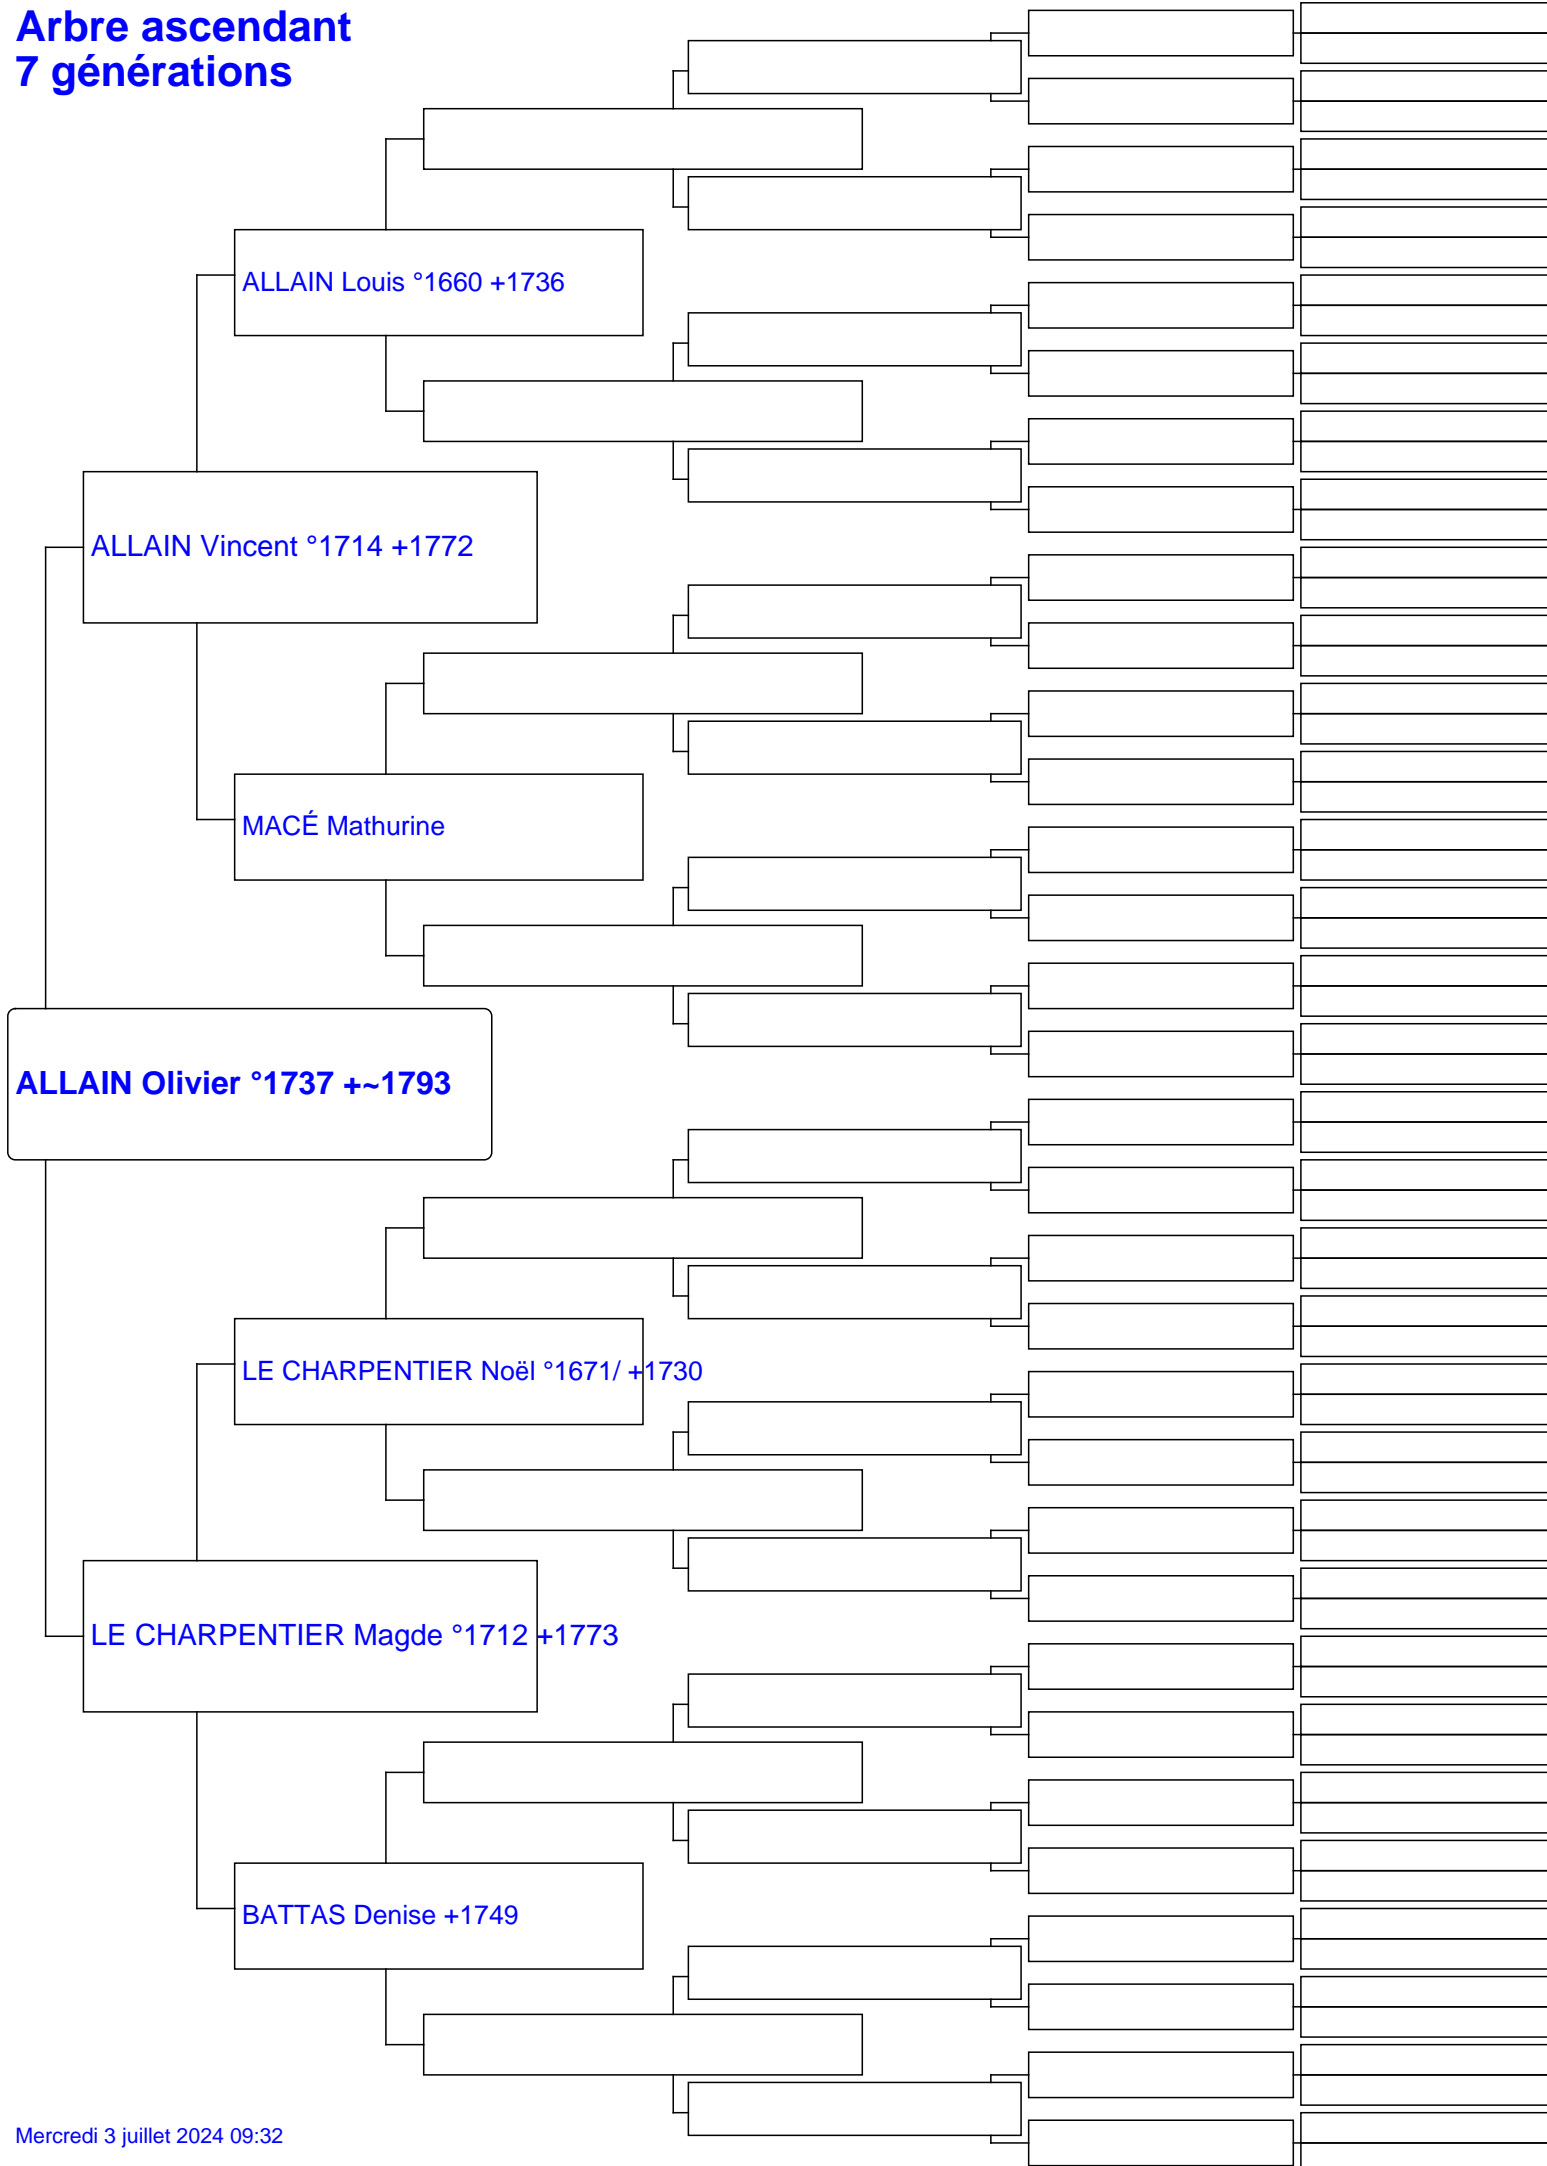 Arbre ascendant
7 générations
ALLAIN Louis °1660 +1736
ALLAIN Vincent °1714 +1772
MACÉ Mathurine
ALLAIN Olivier °1737 +~1793
LE CHARPENTIER Noël °1671/ +1730
LE CHARPENTIER Magde °1712 +1773
BATTAS Denise +1749
Mercredi 3 juillet 2024 09:32